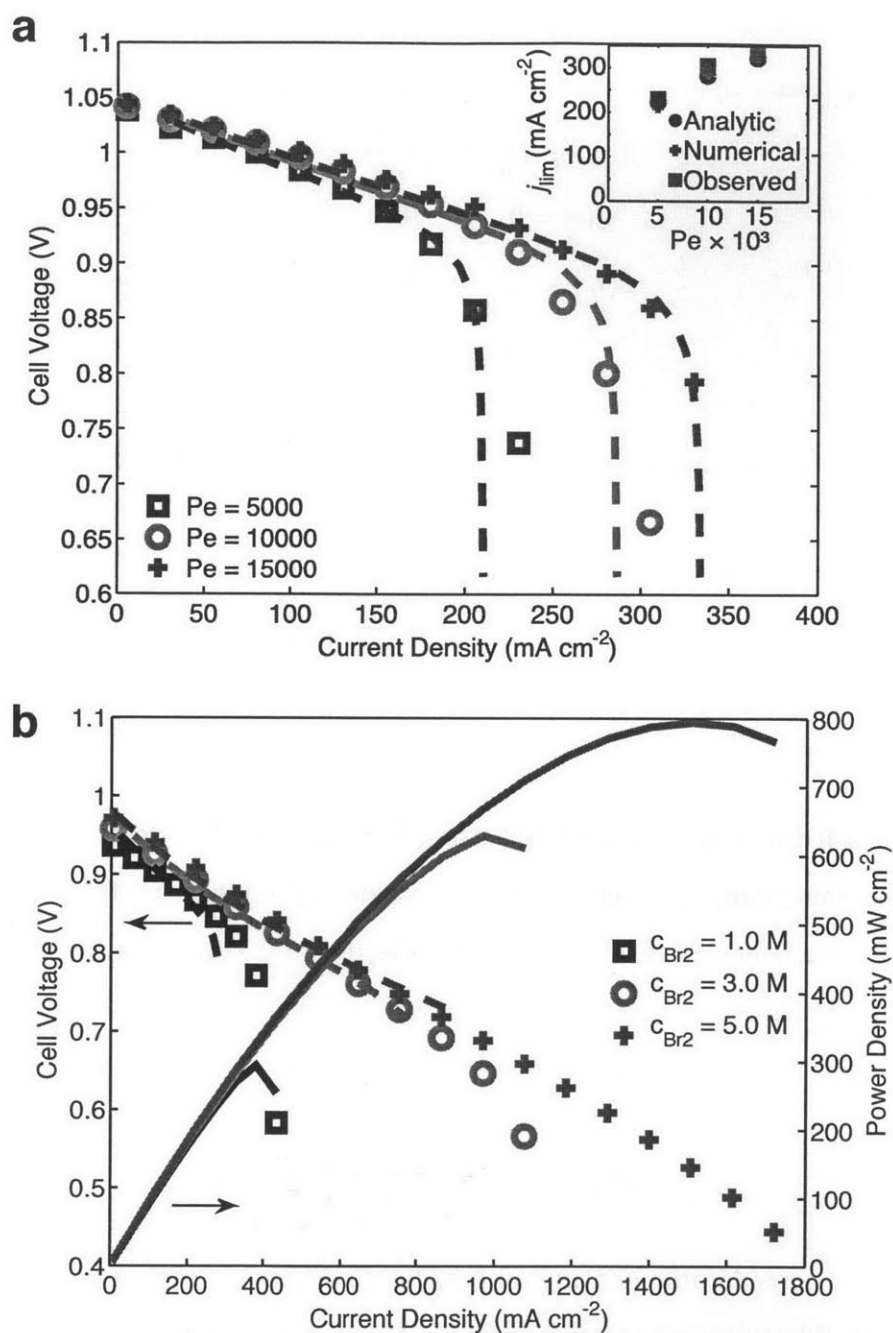 a
1.1
1.05
1
0.95
0.9
0.85
0.8
0.75
0.7
0.65
0.6
Cell Voltage (V)
0 50 100 150 200 250 300 350 400
Current Density (mA cm⁻²)
Pe = 5000
Pe = 10000
Pe = 15000
300
200
100
0
j_lim (mA cm⁻²)
Analytic
Numerical
Observed
0 5 10 15
Pe × 10³
b
1.1
1
0.9
0.8
0.7
0.6
0.5
0.4
Cell Voltage (V)
c_Br2 = 1.0 M
c_Br2 = 3.0 M
c_Br2 = 5.0 M
800
700
600
500
400
300
200
100
0
Power Density (mW cm⁻²)
0 200 400 600 800 1000 1200 1400 1600 1800
Current Density (mA cm⁻²)